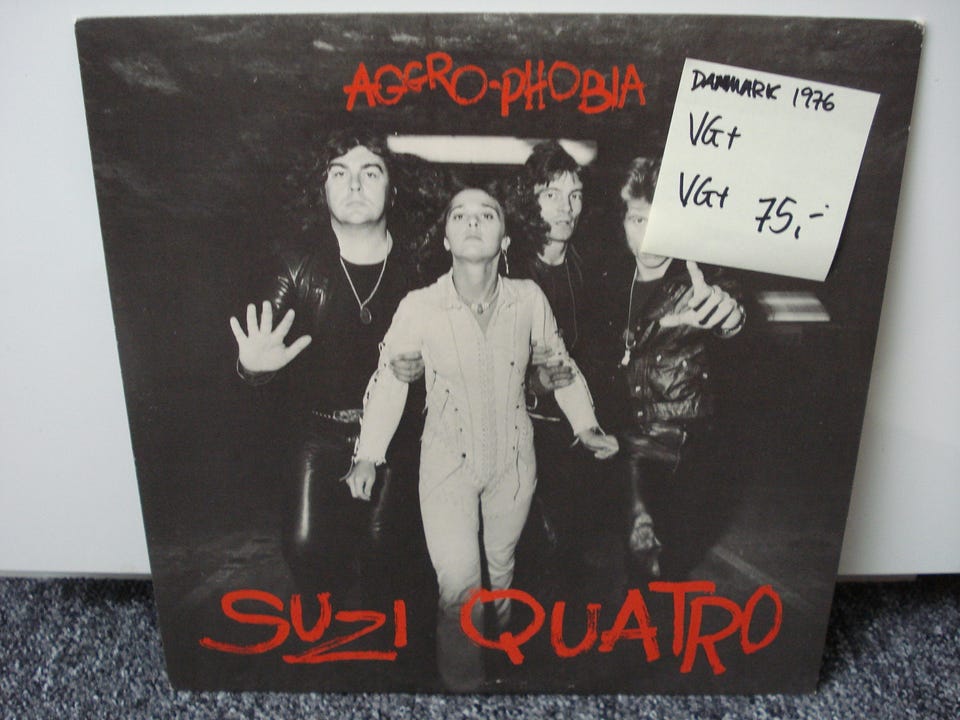 AGGRO-PHOBIA
DANMARK 1976
VG+
VG+ 75,-
SUZI QUATRO